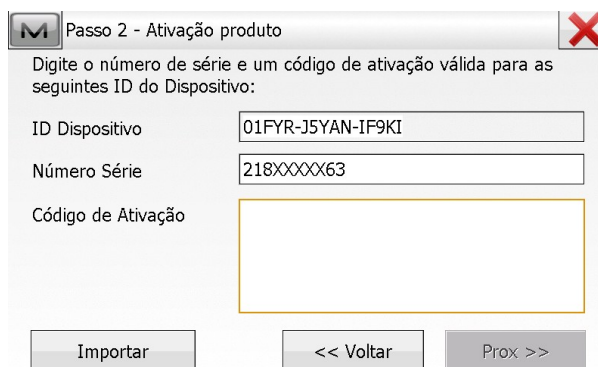 Passo 2 - Ativação produto
Digite o número de série e um código de ativação válida para as
seguintes ID do Dispositivo:
ID Dispositivo
01FYR-J5YAN-IF9KI
Número Série
218XXXXX63
Código de Ativação
Importar
<< Voltar
Prox >>